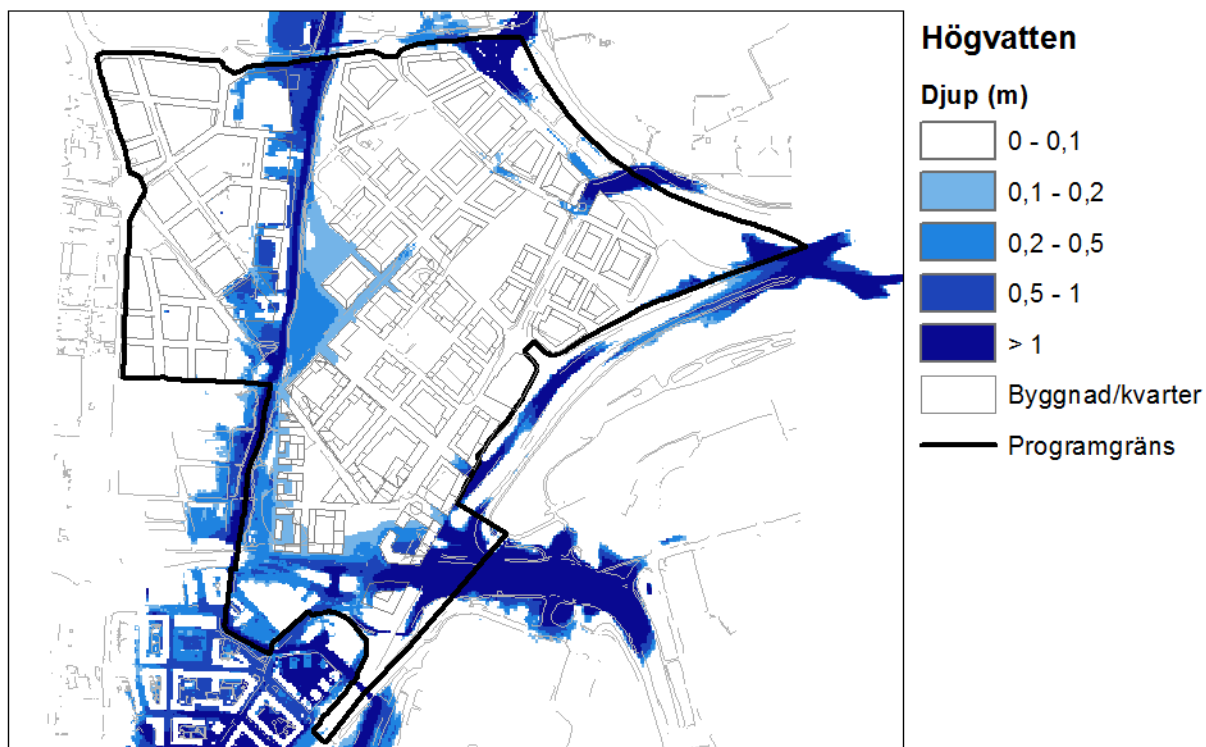 Högvatten
Djup (m)
0 - 0,1
0,1 - 0,2
0,2 - 0,5
0,5 - 1
> 1
Byggnad/kvarter
Programgräns